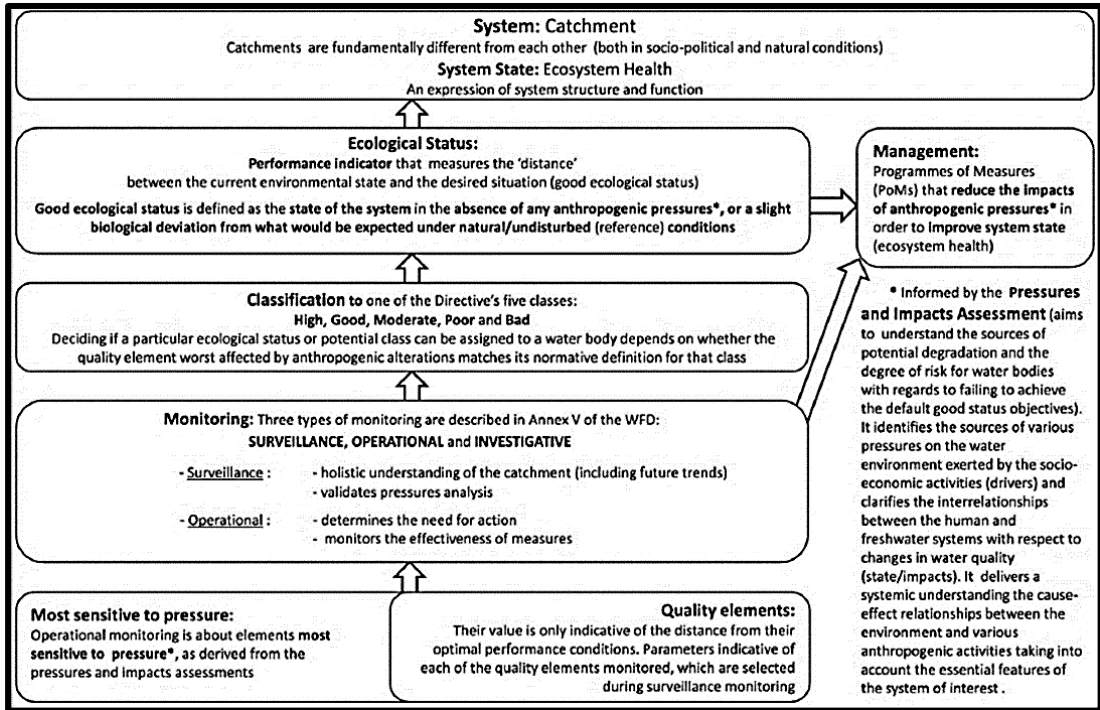 System: Catchment
Catchments are fundamentally different from each other (both in socio-political and natural conditions)
System State: Ecosystem Health
An expression of system structure and function
Ecological Status:
Performance indicator that measures the 'distance'
between the current environmental state and the desired situation (good ecological status)
Good ecological status is defined as the state of the system in the absence of any anthropogenic pressures*, or a slight
biological deviation from what would be expected under natural/undisturbed (reference) conditions
Management:
Programmes of Measures
(PoMs) that reduce the impacts
of anthropogenic pressures* in
order to Improve system state
(ecosystem health)
Classification to one of the Directive's five classes:
High, Good, Moderate, Poor and Bad
Deciding if a particular ecological status or potential class can be assigned to a water body depends on whether the
quality element worst affected by anthropogenic alterations matches its normative definition for that class
Monitoring: Three types of monitoring are described in Annex V of the WFD:
SURVEILLANCE, OPERATIONAL and INVESTIGATIVE
- Surveillance : - holistic understanding of the catchment (including future trends)
- validates pressures analysis
- Operational : - determines the need for action
- monitors the effectiveness of measures
Most sensitive to pressure:
Operational monitoring is about elements most
sensitive to pressure*, as derived from the
pressures and impacts assessments
Quality elements:
Their value is only indicative of the distance from their
optimal performance conditions. Parameters indicative
of each of the quality elements monitored, which are selected
during surveillance monitoring
* Informed by the Pressures
and Impacts Assessment (aims
to understand the sources of
potential degradation and the
degree of risk for water bodies
with regards to failing to achieve
the default good status objectives).
It identifies the sources of various
pressures on the water
environment exerted by the socio-
economic activities (drivers) and
clarifies the interrelationships
between the human and
freshwater systems with respect to
changes in water quality
(state/impacts). It delivers a
systemic understanding the cause-
effect relationships between the
environment and various
anthropogenic activities taking into
account the essential features of
the system of interest .